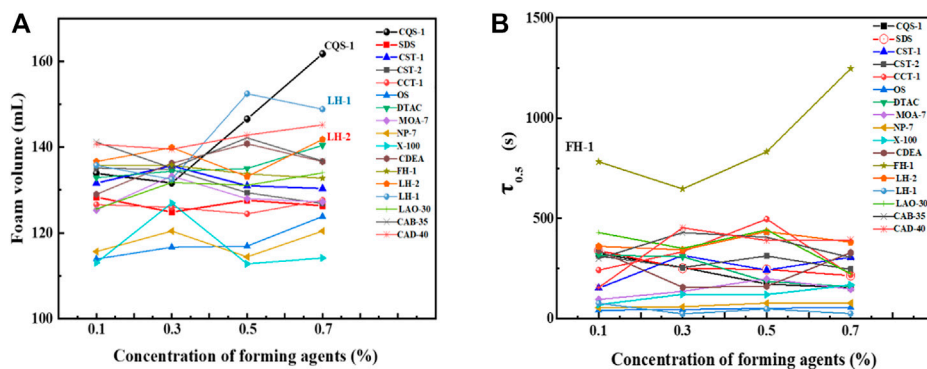 A
Foam volume (mL)
160
140
120
100
0.1
0.3
0.5
0.7
Concentration of forming agents (%)
CQS-1
LH-1
LH-2
CQS-1
SDS
CST-1
CST-2
CCT-1
OS
DTAC
MOA-7
NP-7
X-100
CDEA
FH-1
LH-2
LH-1
LAO-30
CAB-35
CAD-40
B
τ0.5 (s)
1500
1000
500
0
0.1
0.3
0.5
0.7
Concentration of forming agents (%)
FH-1
CQS-1
SDS
CST-1
CST-2
CCT-1
OS
DTAC
MOA-7
NP-7
X-100
CDEA
FH-1
LH-2
LH-1
LAO-30
CAB-35
CAD-40